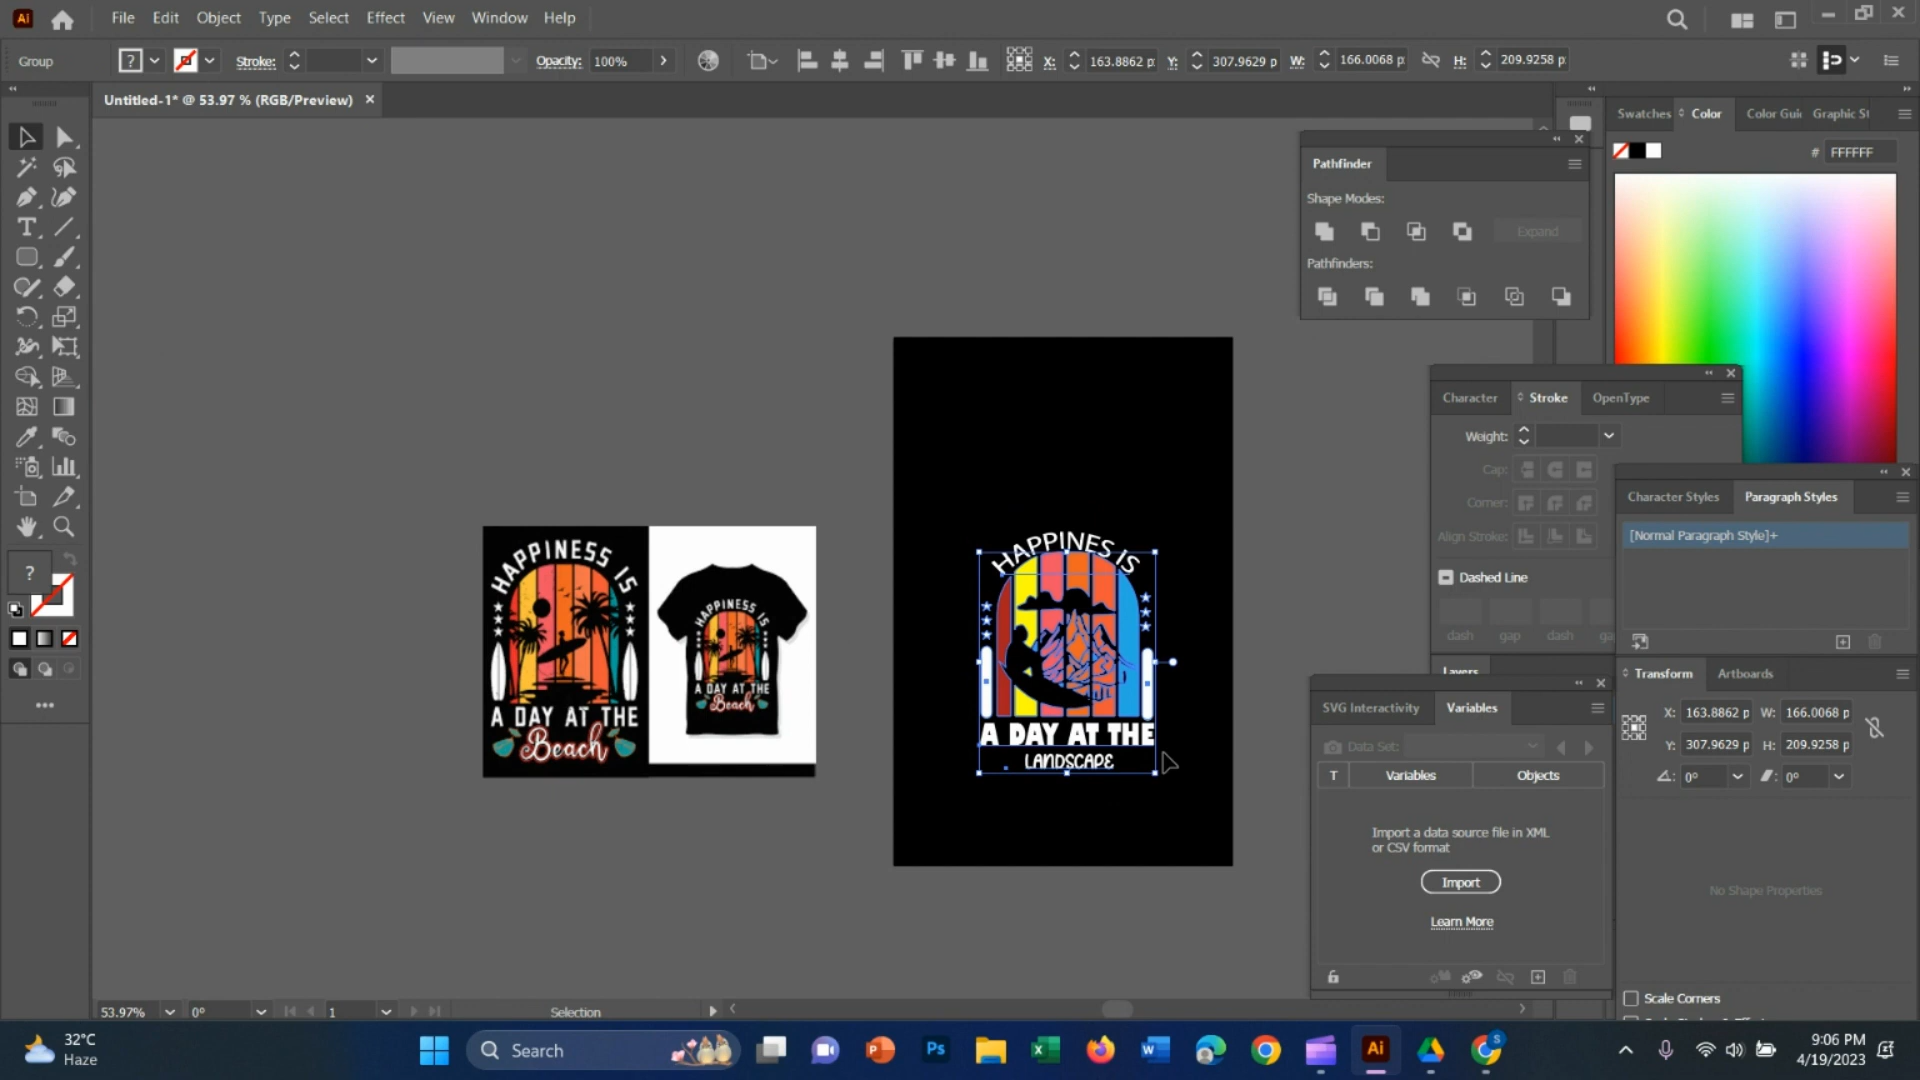 Ai File Edit Object Type Select Effect View Window Help
Group ? Stroke: Opacity: 100% X: 163.8862 p Y: 307.9629 p W: 166.0068 p H: 209.9258 p
Untitled-1* @ 53.97 % (RGB/Preview)
Swatches Color Color Gui Graphic St
# FFFFFF
Pathfinder
Shape Modes:
Expand
Pathfinders:
Character Stroke OpenType
Weight:
Cap:
Corner:
Align Stroke:
Dashed Line
dash gap dash ga
Layers
Character Styles Paragraph Styles
[Normal Paragraph Style]+
Transform Artboards
X: 163.8862 p W: 166.0068 p
Y: 307.9629 p H: 209.9258 p
0° 0°
No Shape Properties
Scale Corners
SVG Interactivity Variables
Data Set:
T Variables Objects
Import a data source file in XML
or CSV format
Import
Learn More
T
?
HAPPINESS IS
A DAY AT THE
Beach
HAPPINESS IS
A DAY AT THE
Beach
HAPPINES IS
A DAY AT THE
LANDSCAPE
53.97% 0° 1 Selection
32°C
Haze
Search
P Ps X W Ai S
9:06 PM
4/19/2023